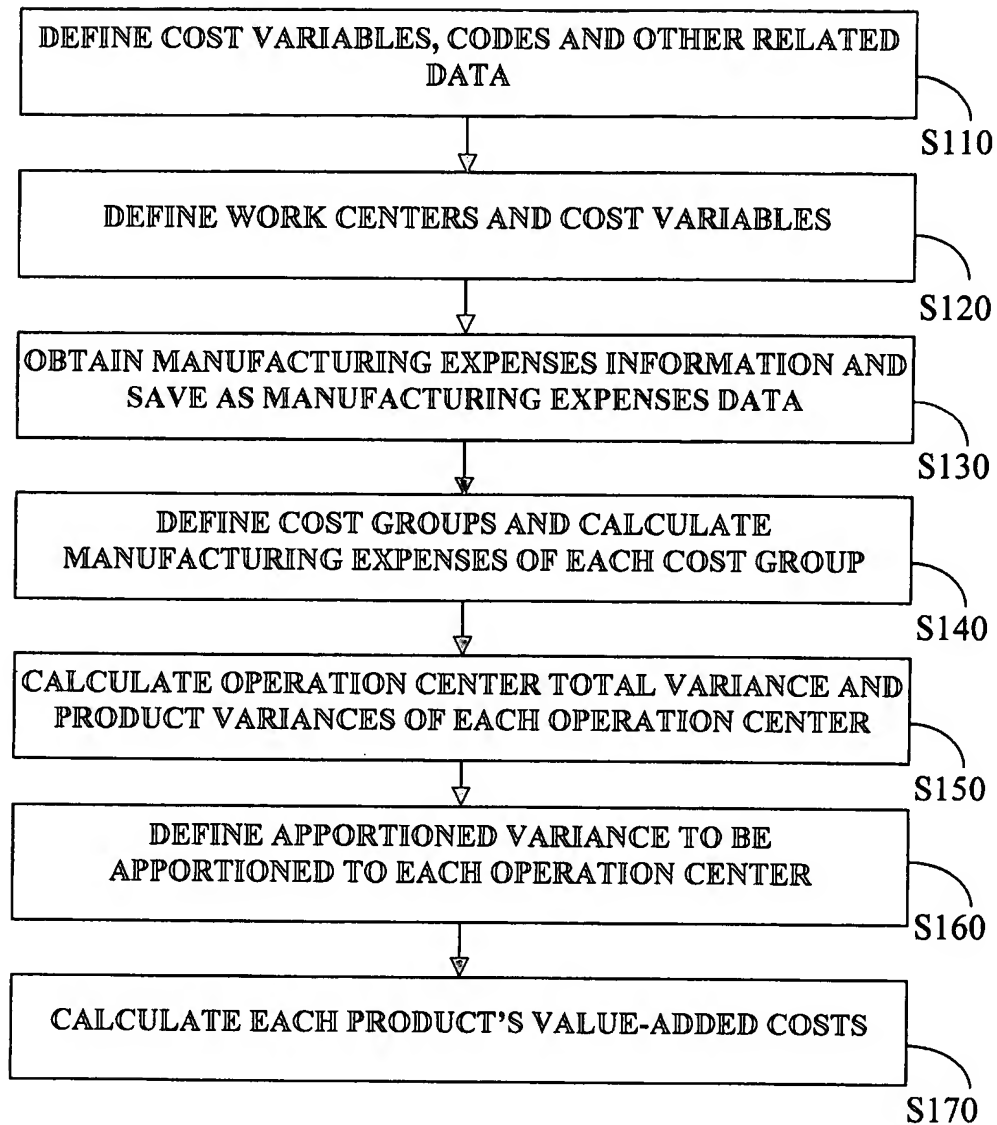 DEFINE COST VARIABLES, CODES AND OTHER RELATED
DATA
S110
DEFINE WORK CENTERS AND COST VARIABLES
S120
OBTAIN MANUFACTURING EXPENSES INFORMATION AND
SAVE AS MANUFACTURING EXPENSES DATA
S130
DEFINE COST GROUPS AND CALCULATE
MANUFACTURING EXPENSES OF EACH COST GROUP
S140
CALCULATE OPERATION CENTER TOTAL VARIANCE AND
PRODUCT VARIANCES OF EACH OPERATION CENTER
S150
DEFINE APPORTIONED VARIANCE TO BE
APPORTIONED TO EACH OPERATION CENTER
S160
CALCULATE EACH PRODUCT'S VALUE-ADDED COSTS
S170